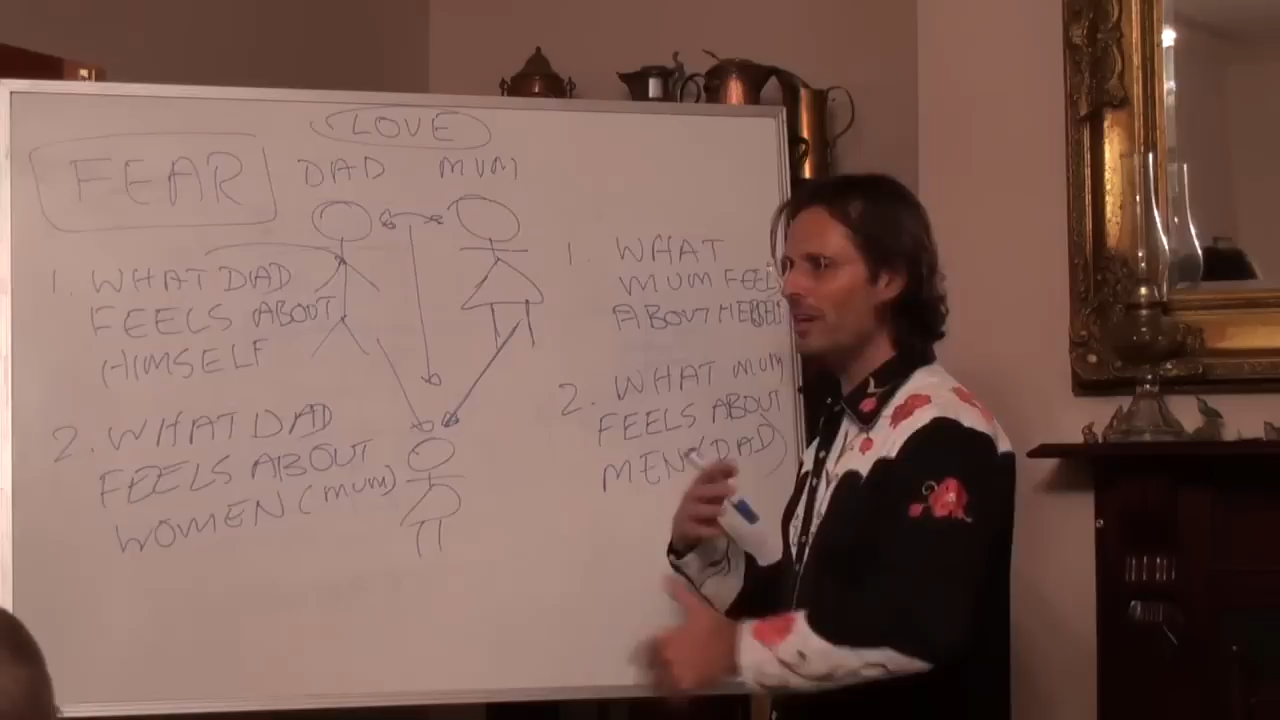 LOVE
FEAR
DAD MUM
1. WHAT DAD
FEELS ABOUT
HIMSELF
2. WHAT DAD
FEELS ABOUT
WOMEN (MUM)
1. WHAT
MUM FEELS
ABOUT
2. WHAT MUM
FEELS ABOUT
MEN (DAD)